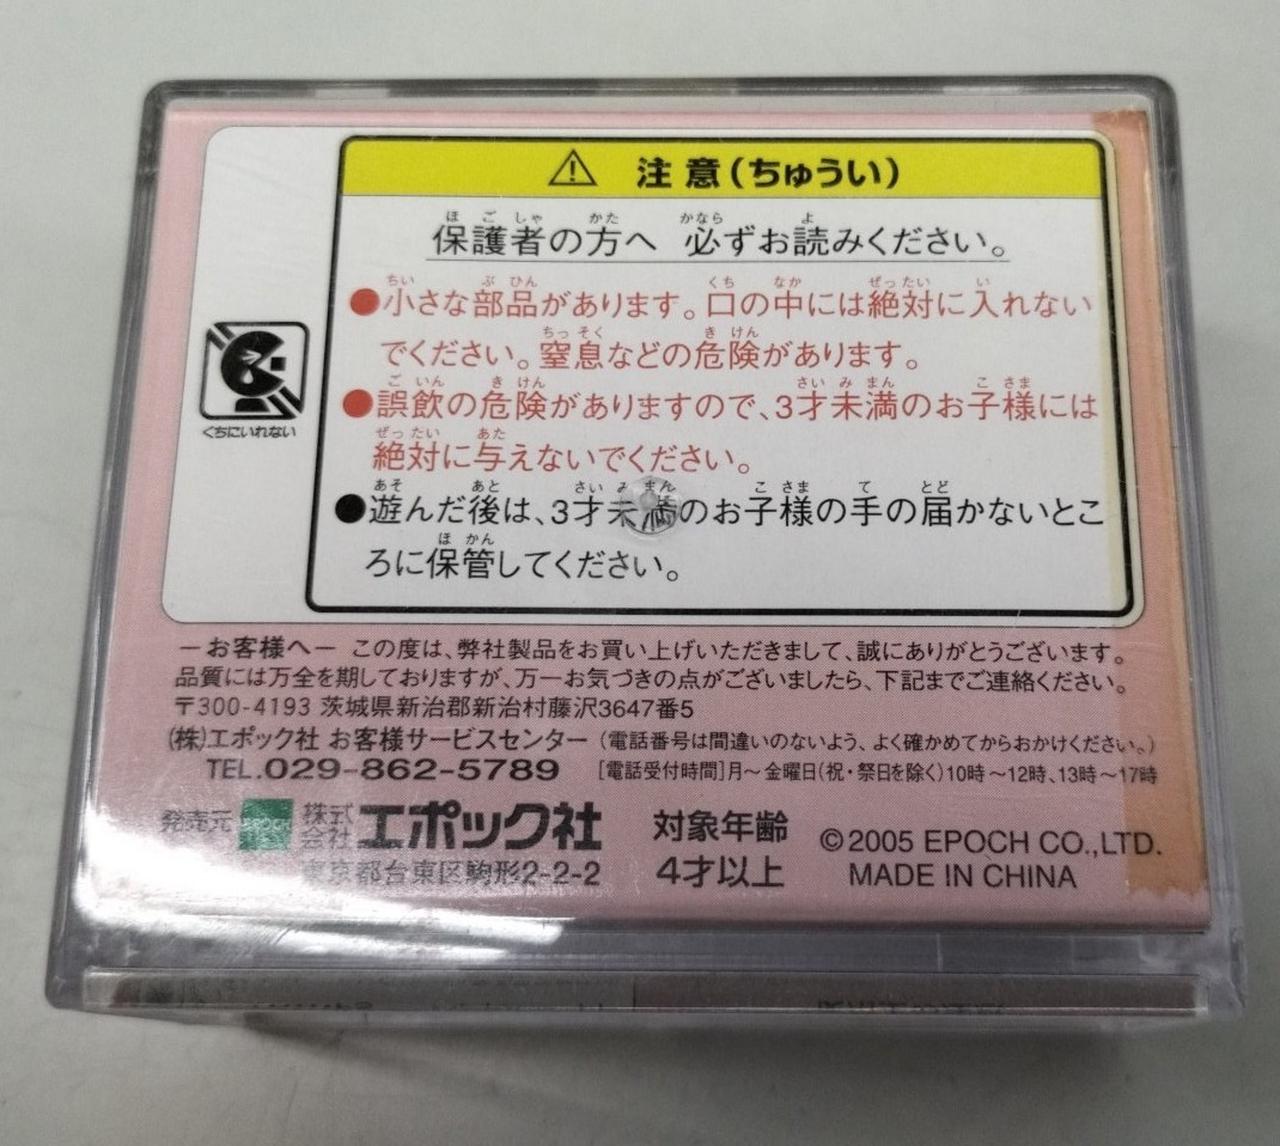 注意(ちゅうい)
保護者の方へ 必ずお読みください。
●小さな部品があります。口の中には絶対に入れない
でください。窒息などの危険があります。
●誤飲の危険がありますので、3才未満のお子様には
絶対に与えないでください。
●遊んだ後は、3才未満のお子様の手の届かないとこ
ろに保管してください。
くちにいれない
－お客様へ－ この度は、弊社製品をお買い上げいただきまして、誠にありがとうございます。
品質には万全を期しておりますが、万一お気づきの点がございましたら、下記までご連絡ください。
〒300-4193 茨城県新治郡新治村藤沢3647番5
(株)エポック社 お客様サービスセンター (電話番号は間違いのないよう、よく確かめてからおかけください。)
TEL.029-862-5789 [電話受付時間]月～金曜日(祝・祭日を除く)10時～12時、13時～17時
発売元 EPOCH 株式会社 エポック社
東京都台東区駒形2-2-2
対象年齢
4才以上
©2005 EPOCH CO.,LTD.
MADE IN CHINA